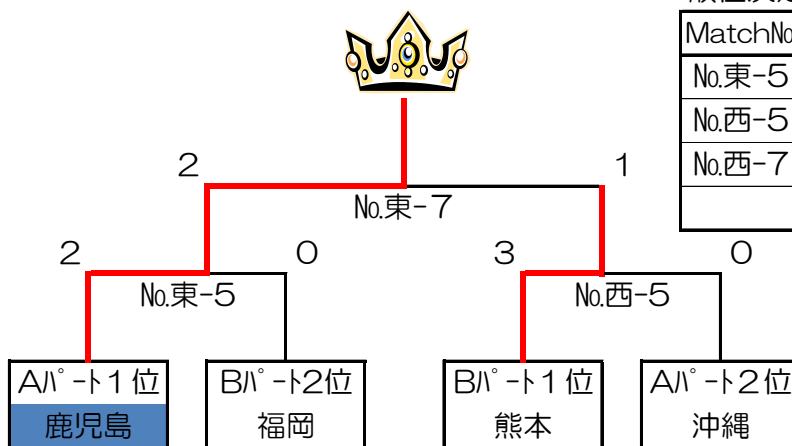 MatchNo
No.東-5
No.西-5
No.西-7
2
1
No.東-7
2
0
3
0
No.東-5
No.西-5
Aﾊﾟｰﾄ1位
Bﾊﾟｰﾄ2位
Bﾊﾟｰﾄ1位
Aﾊﾟｰﾄ2位
鹿児島
福岡
熊本
沖縄